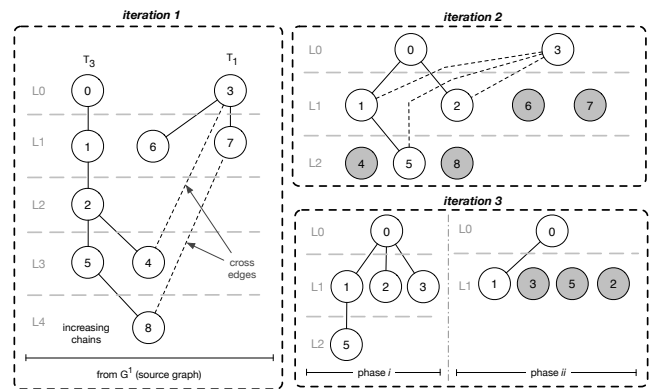 iteration 1
T3 T1
L0 0 3
L1 1 6 7
L2 2
L3 5 4
cross
edges
L4 8
increasing
chains
from G1 (source graph)
iteration 2
L0 0 3
L1 1 2 6 7
L2 4 5 8
iteration 3
L0 0
L1 1 2 3
L2 5
phase i
L0 0
L1 1 3 5 2
phase ii